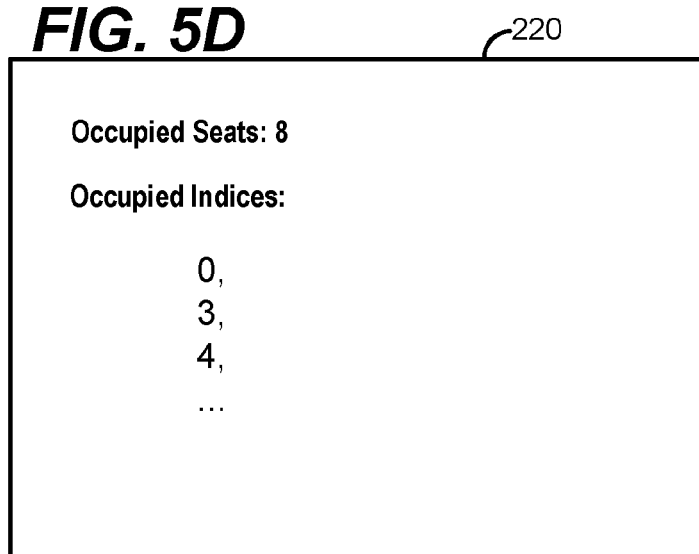 FIG. 5D
220
Occupied Seats: 8
Occupied Indices:
0,
3,
4,
...